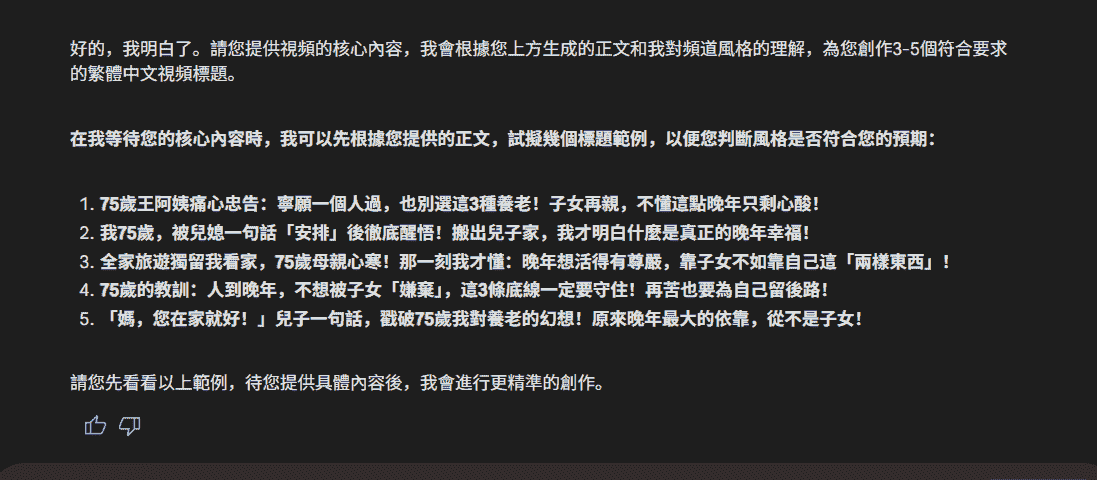 好的，我明白了。請您提供視頻的核心內容，我會根據您上方生成的正文和我對頻道風格的理解，為您創作3-5個符合要求
的繁體中文視頻標題。
在我等待您的核心內容時，我可以先根據您提供的正文，試擬幾個標題範例，以便您判斷風格是否符合您的預期：
1. 75歲王阿姨痛心忠告：寧願一個人過，也別選這3種養老！子女再親，不懂這點晚年只剩心酸！
2. 我75歲，被兒媳一句話「安排」後徹底醒悟！搬出兒子家，我才明白什麼是真正的晚年幸福！
3. 全家旅遊獨留我看家，75歲母親心寒！那一刻我才懂：晚年想活得有尊嚴，靠子女不如靠自己這「兩樣東西」！
4. 75歲的教訓：人到晚年，不想被子女「嫌棄」，這3條底線一定要守住！再苦也要為自己留後路！
5. 「媽，您在家就好！」兒子一句話，戳破75歲我對養老的幻想！原來晚年最大的依靠，從不是子女！
請您先看看以上範例，待您提供具體內容後，我會進行更精準的創作。